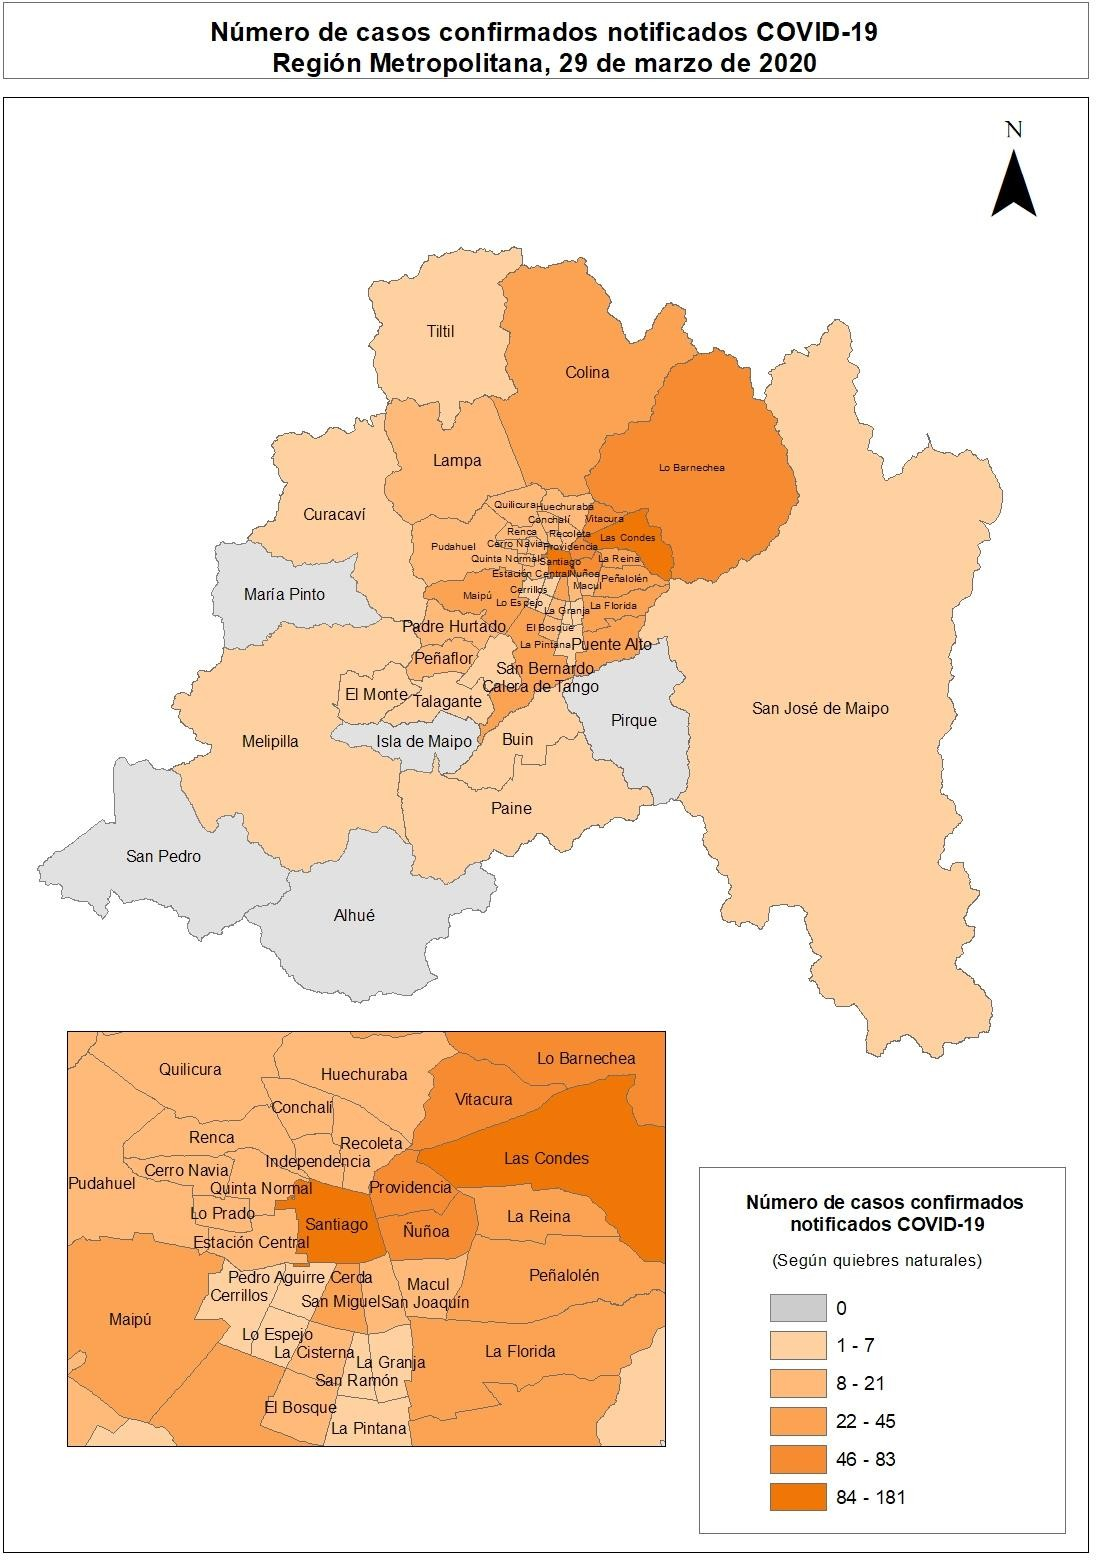 Número de casos confirmados notificados COVID-19
Región Metropolitana, 29 de marzo de 2020
N
Tiltil
Colina
Lampa
Lo Barnechea
Curacaví
Quilicura
Huechuraba
Conchalí
Vitacura
Renca
Recoleta
Las Condes
Pudahuel
Cerro Navia
Providencia
Quinta Normal
Santiago
La Reina
Estación Central
Ñuñoa
Peñalolén
Macul
María Pinto
Maipú
Cerrillos
Lo Espejo
La Granja
La Florida
Padre Hurtado
El Bosque
La Pintana
Puente Alto
Peñaflor
San Bernardo
Calera de Tango
El Monte
Talagante
San José de Maipo
Pirque
Melipilla
Isla de Maipo
Buin
Paine
San Pedro
Alhué
Lo Barnechea
Quilicura
Huechuraba
Vitacura
Conchalí
Renca
Recoleta
Independencia
Las Condes
Cerro Navia
Pudahuel
Quinta Normal
Providencia
Lo Prado
Santiago
Ñuñoa
La Reina
Estación Central
Pedro Aguirre Cerda
Macul
Peñalolén
Cerrillos
San Miguel
San Joaquín
Maipú
Lo Espejo
La Cisterna
La Granja
La Florida
San Ramón
El Bosque
La Pintana
Número de casos confirmados
notificados COVID-19
(Según quiebres naturales)
0
1 - 7
8 - 21
22 - 45
46 - 83
84 - 181